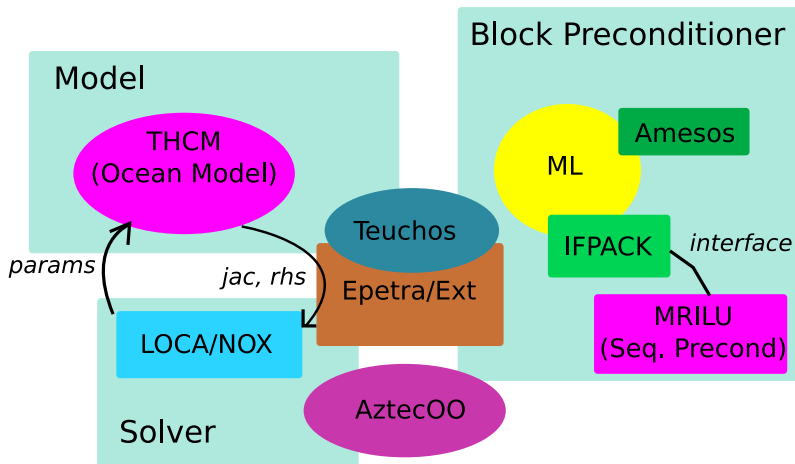 Model
THCM
(Ocean Model)
params
jac, rhs
LOCA/NOX
Solver
Teuchos
Epetra/Ext
AztecOO
Block Preconditioner
ML
Amesos
IFPACK
interface
MRILU
(Seq. Precond)